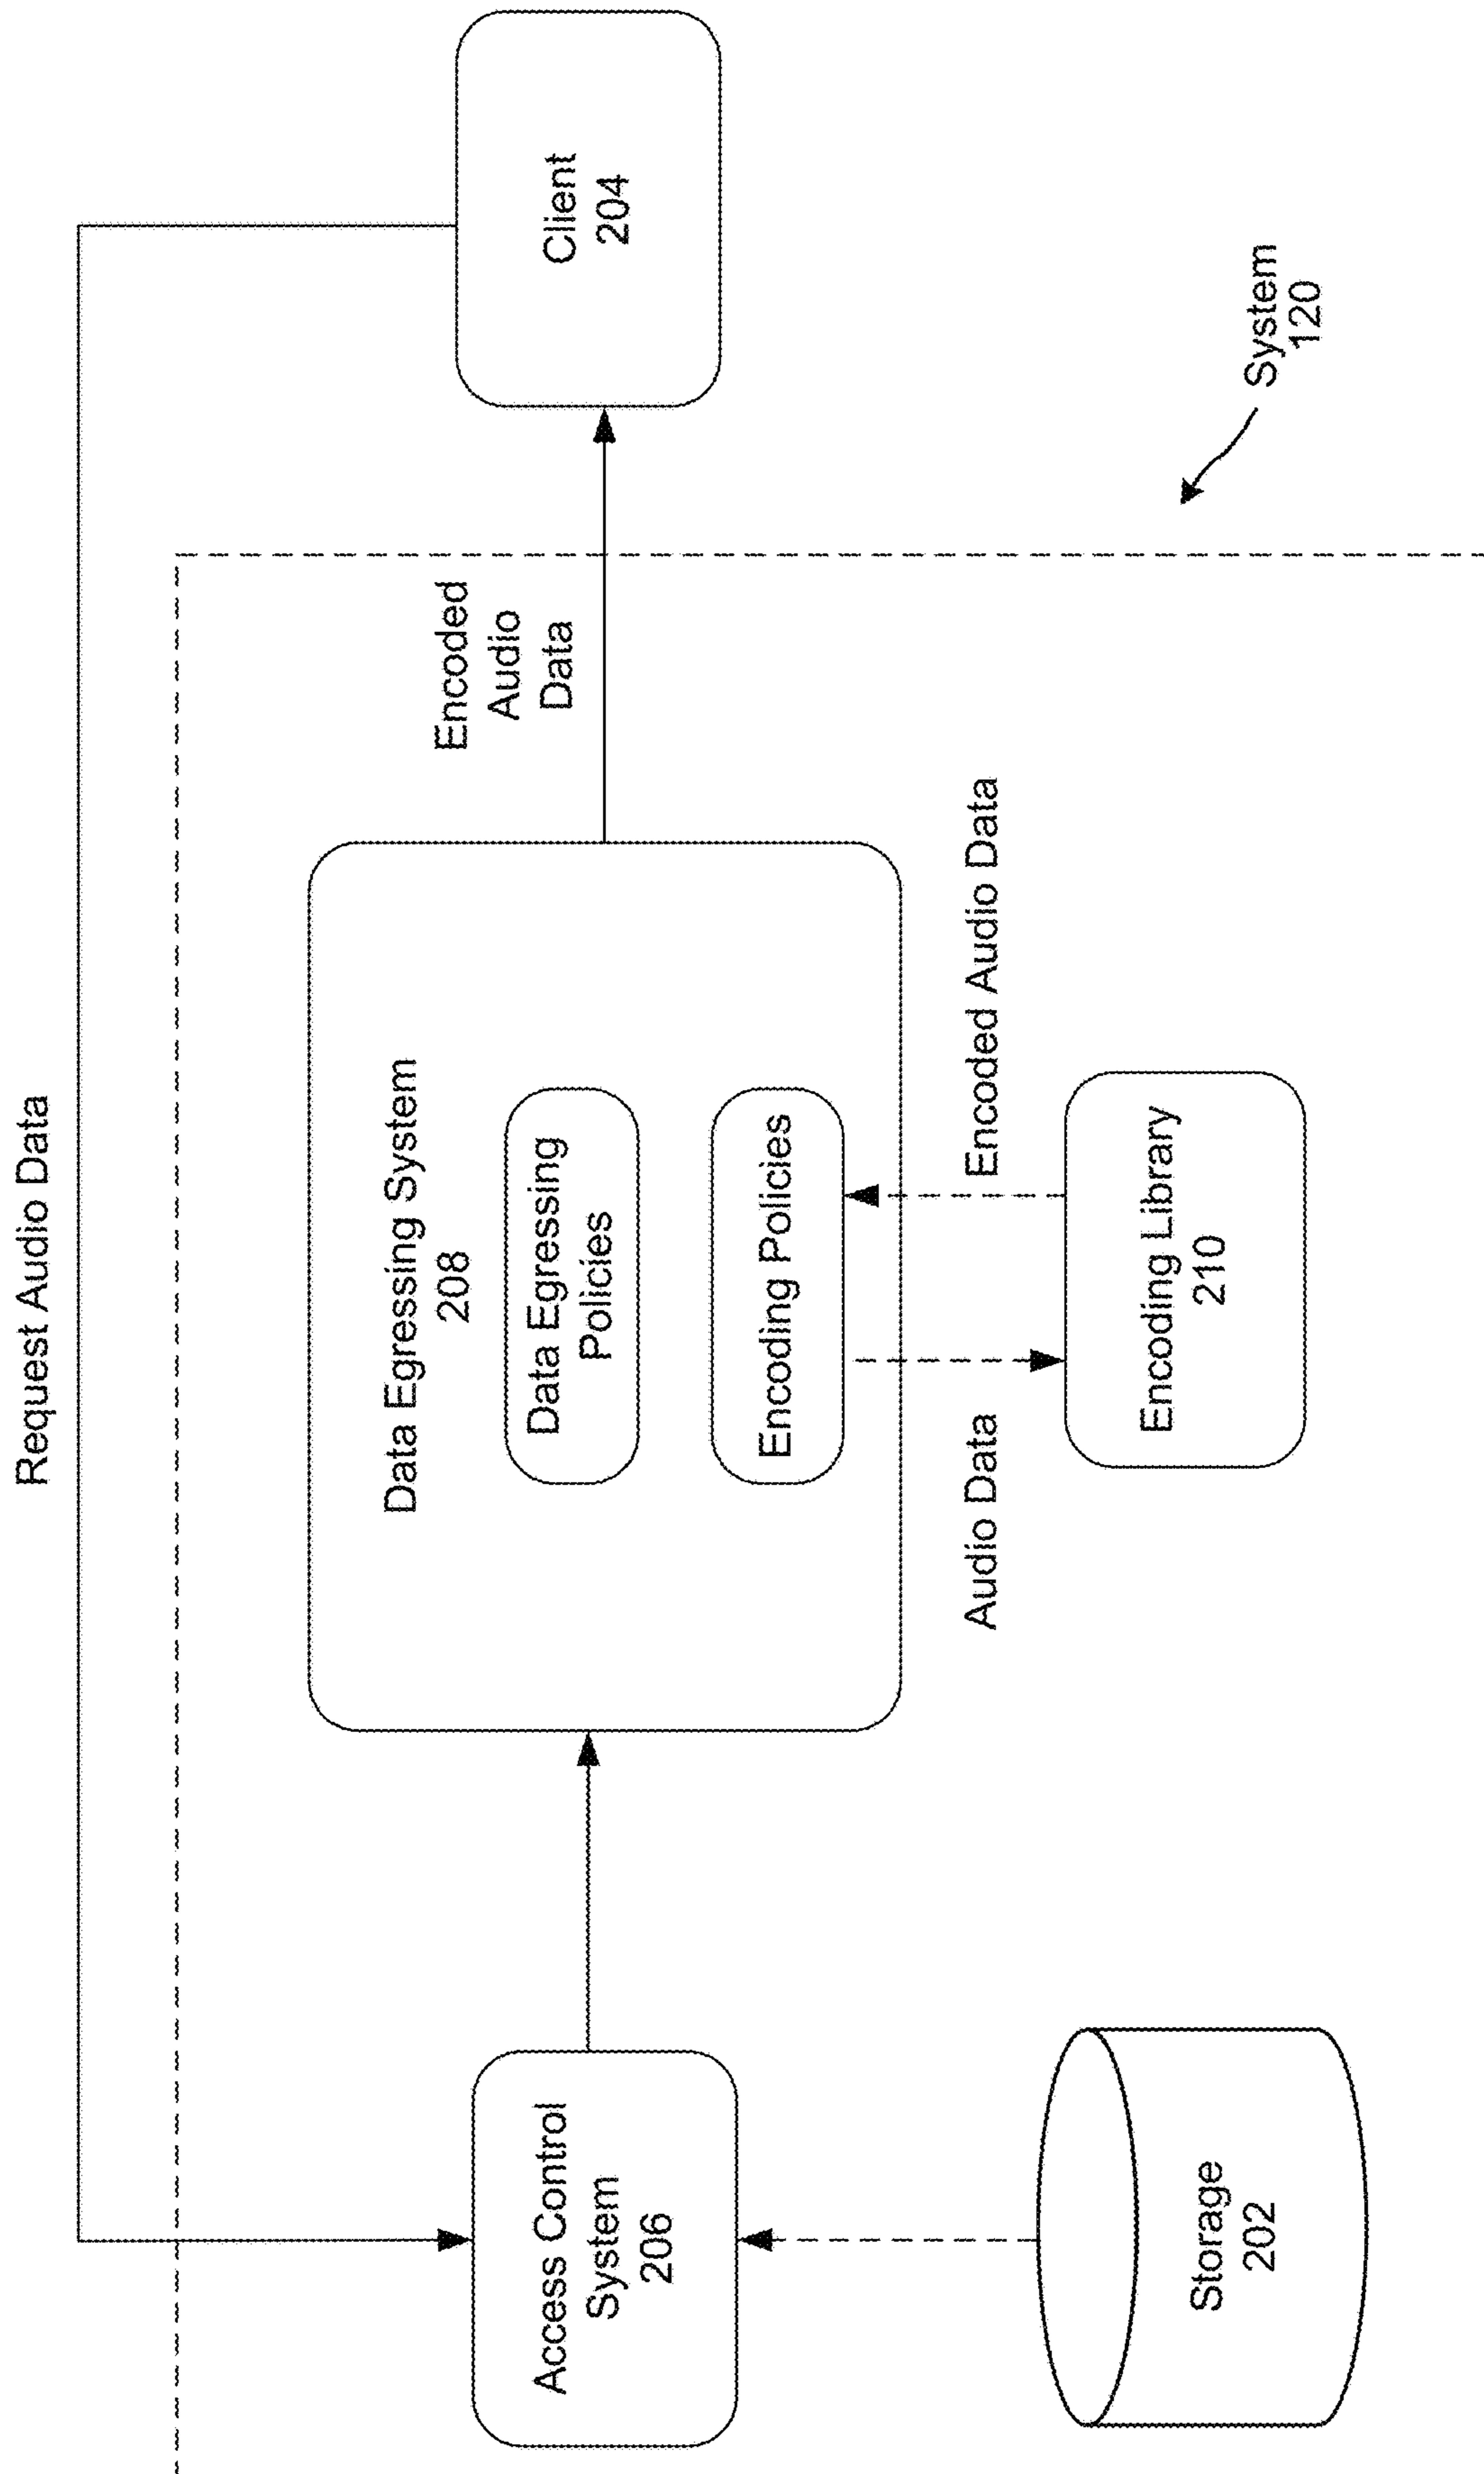 Request Audio Data
Access Control
System
206
Storage
202
Data Egressing System
208
Data Egressing
Policies
Encoding Policies
Audio Data
Encoded Audio Data
Encoding Library
210
Encoded
Audio
Data
Client
204
System
120